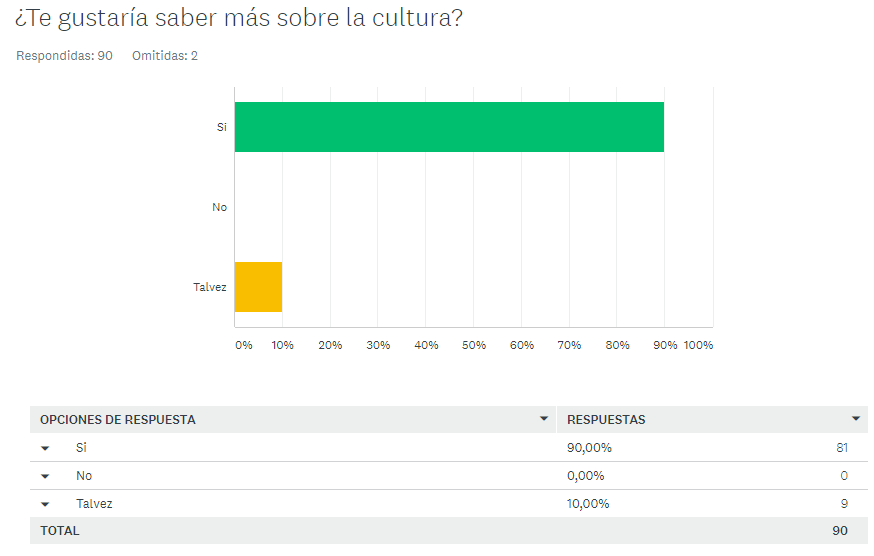 ¿Te gustaría saber más sobre la cultura?
Respondidas: 90 Omitidas: 2
Si
No
Talvez
0% 10% 20% 30% 40% 50% 60% 70% 80% 90% 100%
OPCIONES DE RESPUESTA RESPUESTAS
Si 90,00% 81
No 0,00% 0
Talvez 10,00% 9
TOTAL 90